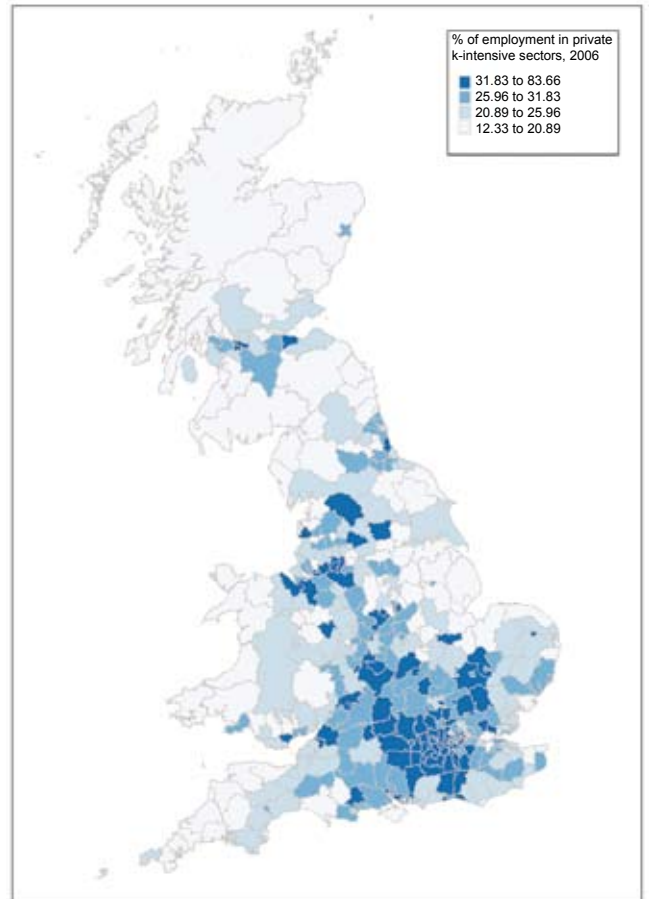 % of employment in private
k-intensive sectors, 2006
31.83 to 83.66
25.96 to 31.83
20.89 to 25.96
12.33 to 20.89